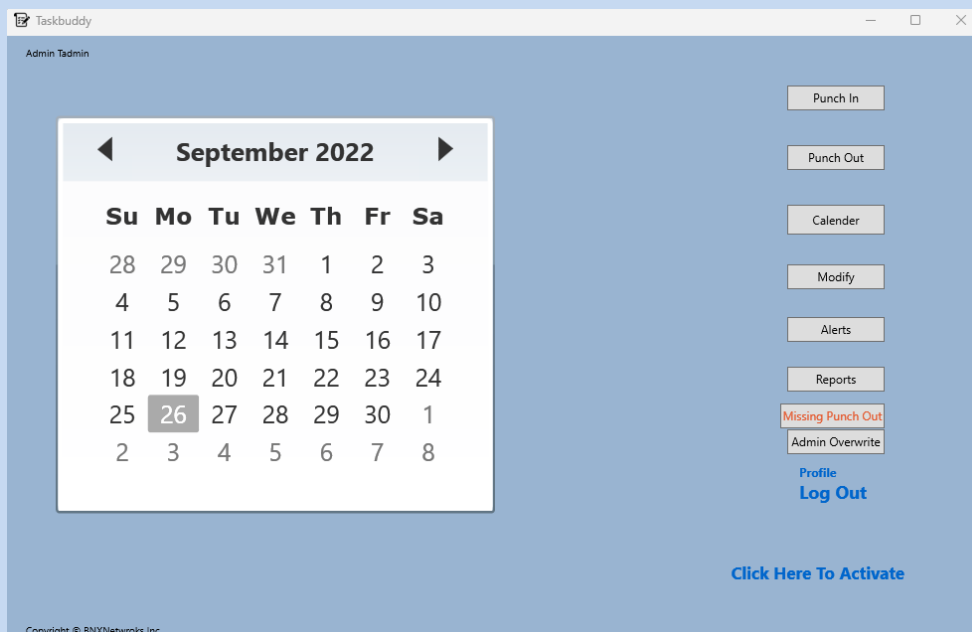 Taskbuddy
Admin Tadmin
September 2022
Su Mo Tu We Th Fr Sa
28 29 30 31 1 2 3
4 5 6 7 8 9 10
11 12 13 14 15 16 17
18 19 20 21 22 23 24
25 26 27 28 29 30 1
2 3 4 5 6 7 8
Punch In
Punch Out
Calender
Modify
Alerts
Reports
Missing Punch Out
Admin Overwrite
Profile
Log Out
Click Here To Activate
Copyright © BNXNetwroks Inc